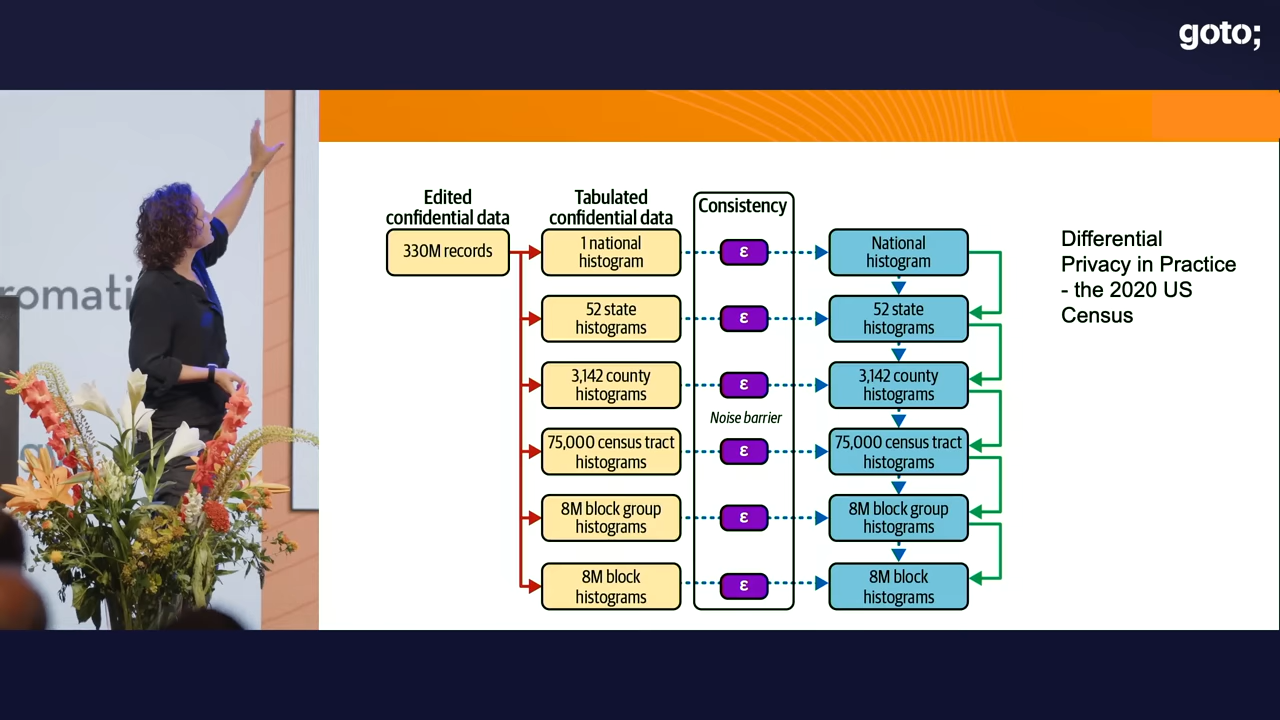 goto;
romati
Edited
confidential data
330M records
Tabulated
confidential data
1 national
histogram
52 state
histograms
3,142 county
histograms
75,000 census tract
histograms
8M block group
histograms
8M block
histograms
Consistency
ε
ε
ε
Noise barrier
ε
ε
ε
National
histogram
52 state
histograms
3,142 county
histograms
75,000 census tract
histograms
8M block group
histograms
8M block
histograms
Differential
Privacy in Practice
- the 2020 US
Census